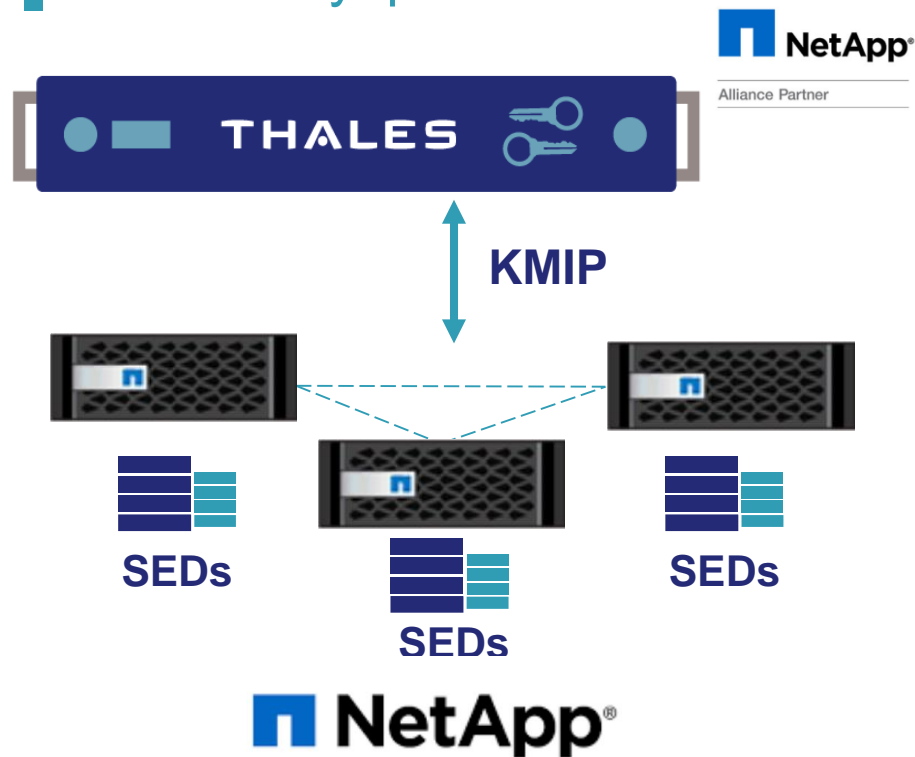 NetApp®
Alliance Partner
THALES
KMIP
SEDs
SEDs
SEDs
NetApp®